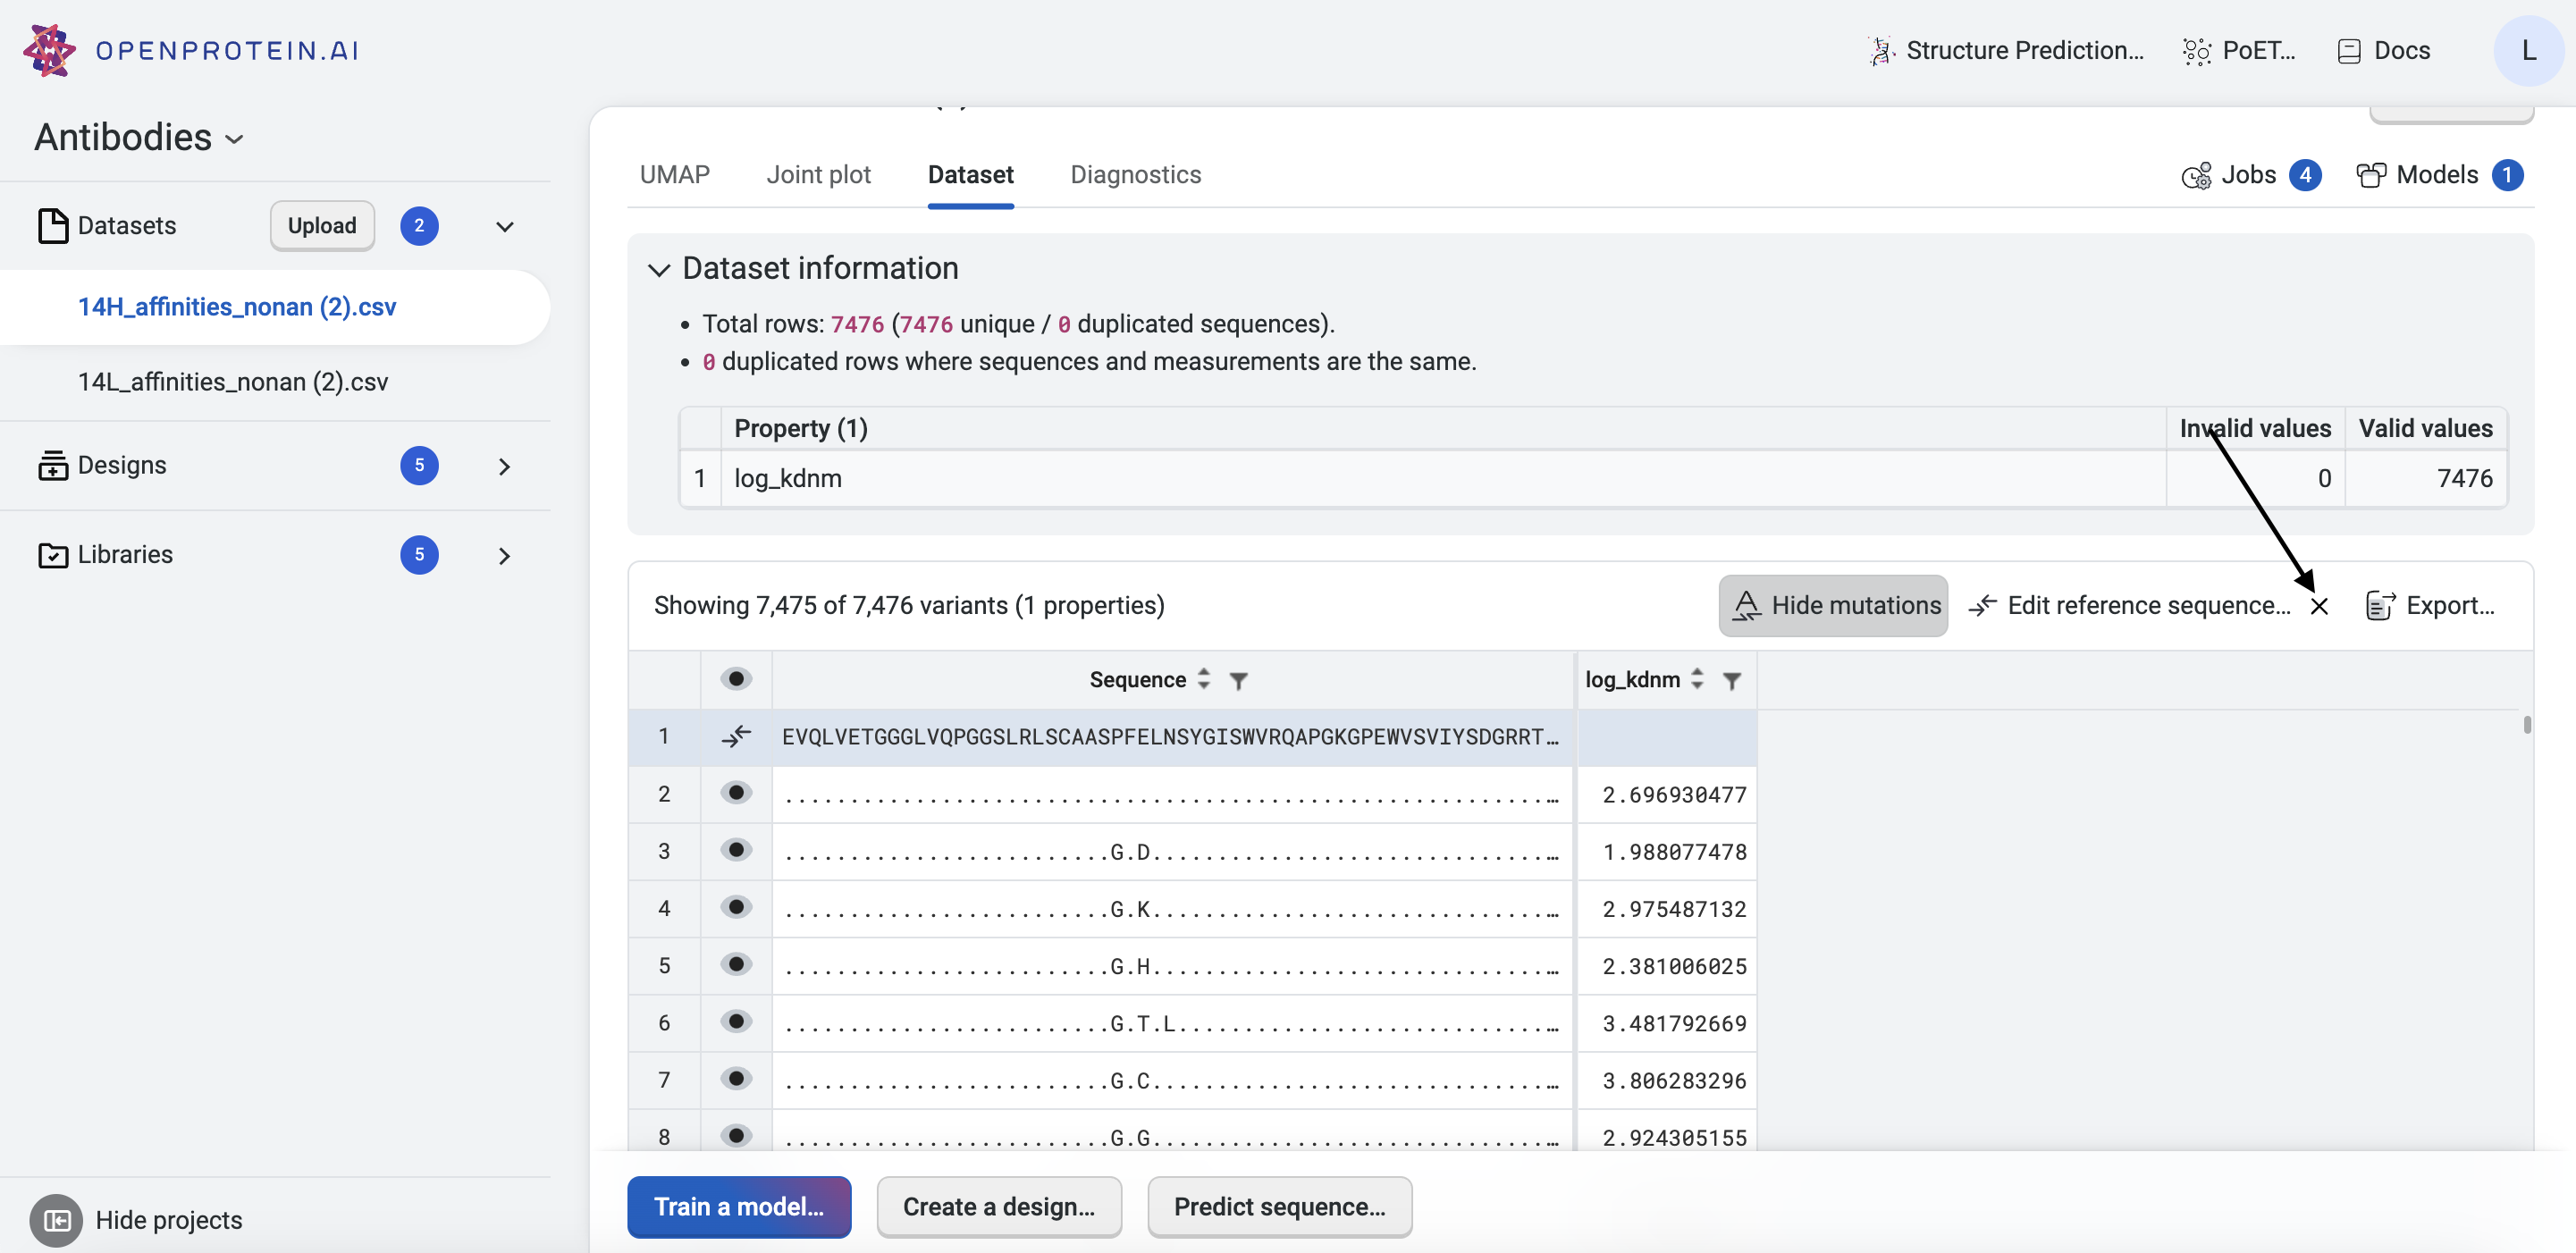 OPENPROTEIN.AI
Structure Prediction... PoET... Docs L
Antibodies
UMAP Joint plot Dataset Diagnostics Jobs 4 Models 1
Datasets Upload 2
14H_affinities_nonan (2).csv
14L_affinities_nonan (2).csv
Designs 5
Libraries 5
Dataset information
• Total rows: 7476 (7476 unique / 0 duplicated sequences).
• 0 duplicated rows where sequences and measurements are the same.
Property (1) Invalid values Valid values
1 log_kdnm 0 7476
Showing 7,475 of 7,476 variants (1 properties) Hide mutations Edit reference sequence... Export...
Sequence log_kdnm
1 EVQLVETGGGLVQPGGSLRLSCAASPFELNSYGISWVRQAPGKGPEWVSVIYSDGRRT...
2 ............................................................. 2.696930477
3 .........................G.D................................... 1.988077478
4 .........................G.K................................... 2.975487132
5 .........................G.H................................... 2.381006025
6 .........................G.T.L................................. 3.481792669
7 .........................G.C................................... 3.806283296
8 .........................G.G................................... 2.924305155
Train a model... Create a design... Predict sequence...
Hide projects